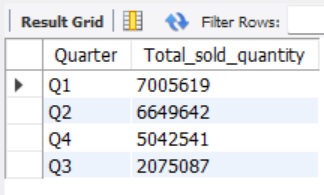 Result Grid Filter Rows:
Quarter Total_sold_quantity
Q1 7005619
Q2 6649642
Q4 5042541
Q3 2075087